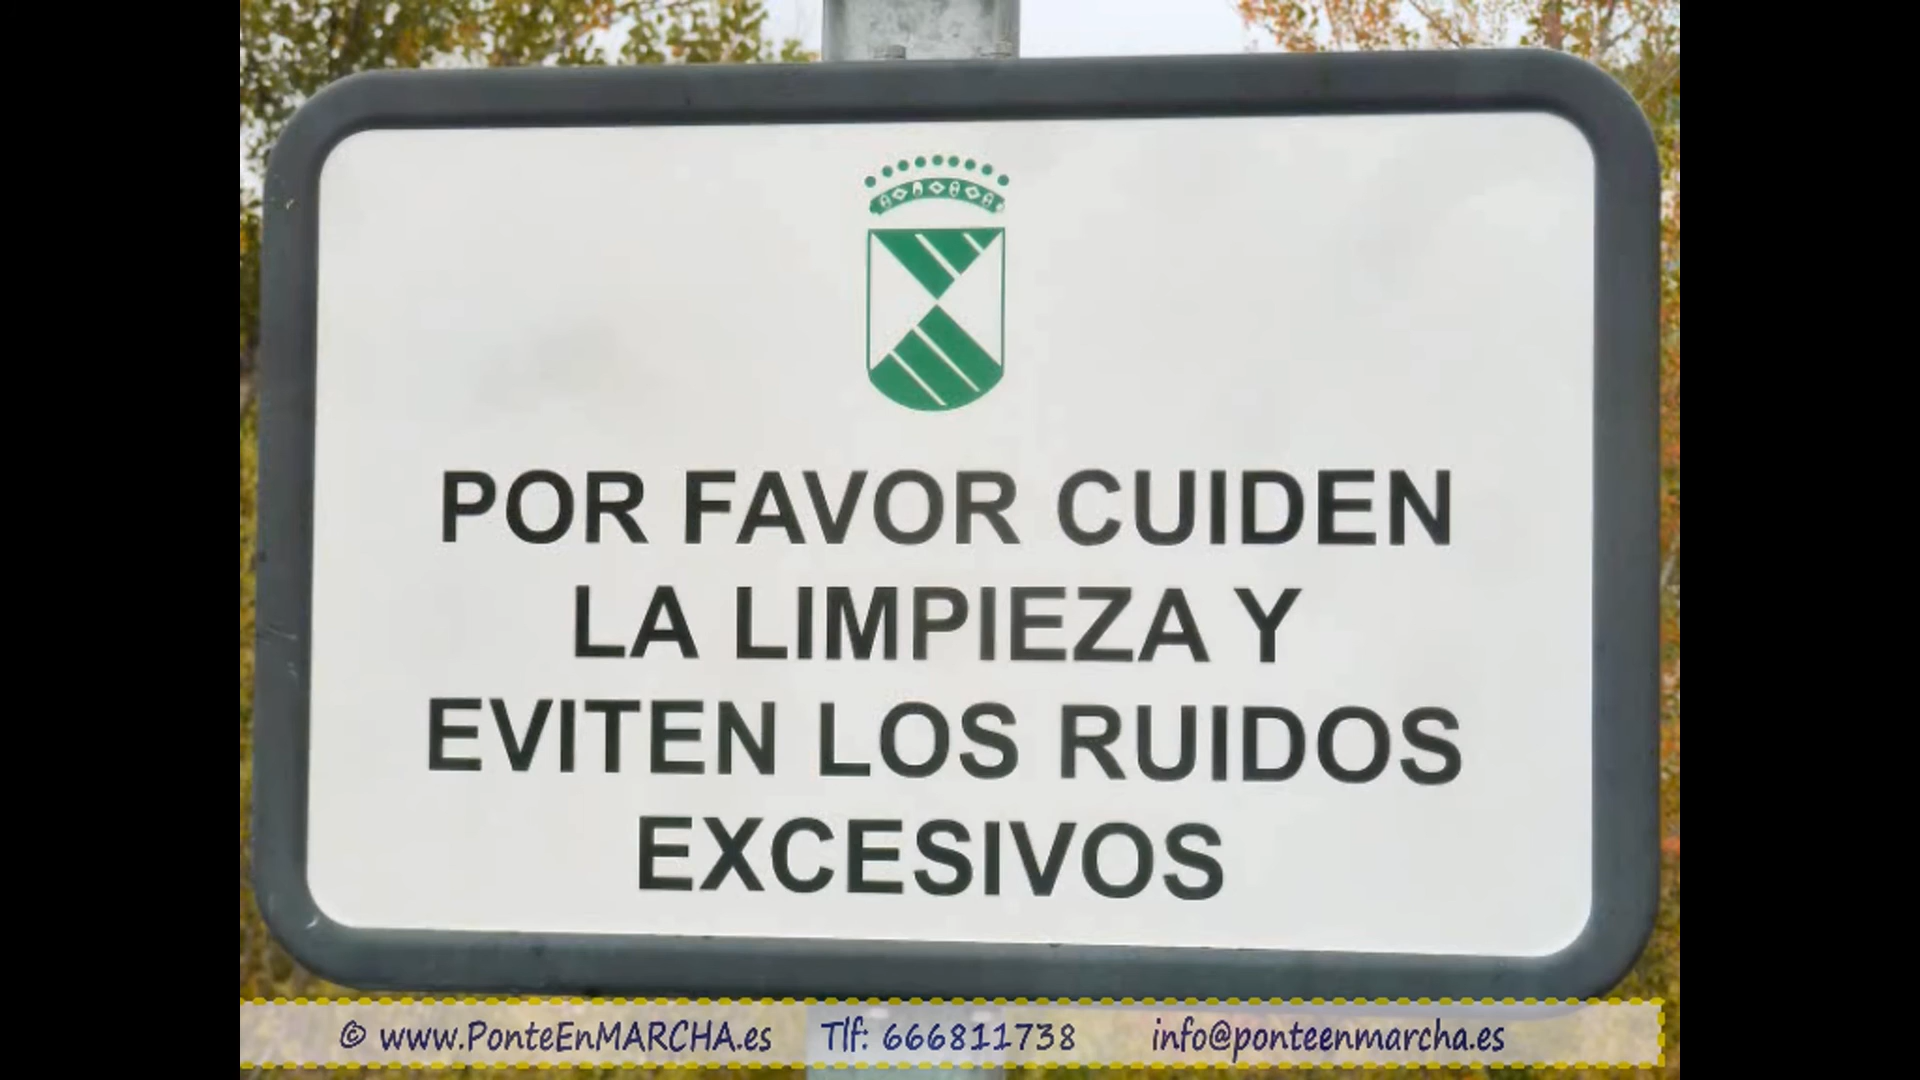 POR FAVOR CUIDEN
LA LIMPIEZA Y
EVITEN LOS RUIDOS
EXCESIVOS
© www.PonteEnMARCHA.es Tlf: 666811738 info@ponteenmarcha.es